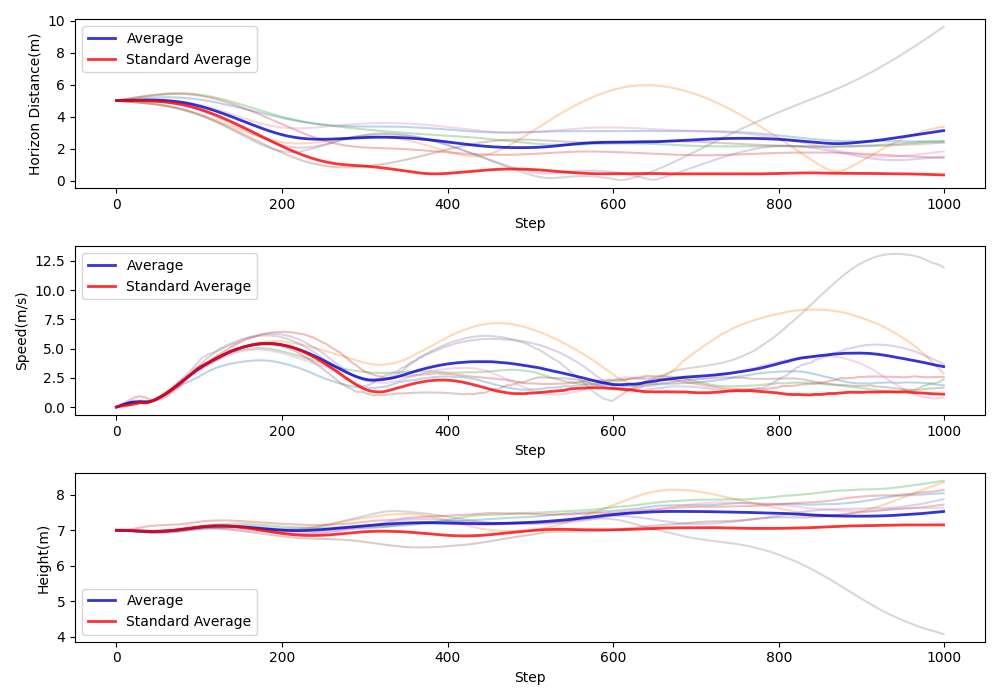 Horizon Distance(m)
10
8
6
4
2
0
Average
Standard Average
0 200 400 600 800 1000
Step
Speed(m/s)
12.5
10.0
7.5
5.0
2.5
0.0
Average
Standard Average
0 200 400 600 800 1000
Step
Height(m)
8
7
6
5
4
Average
Standard Average
0 200 400 600 800 1000
Step